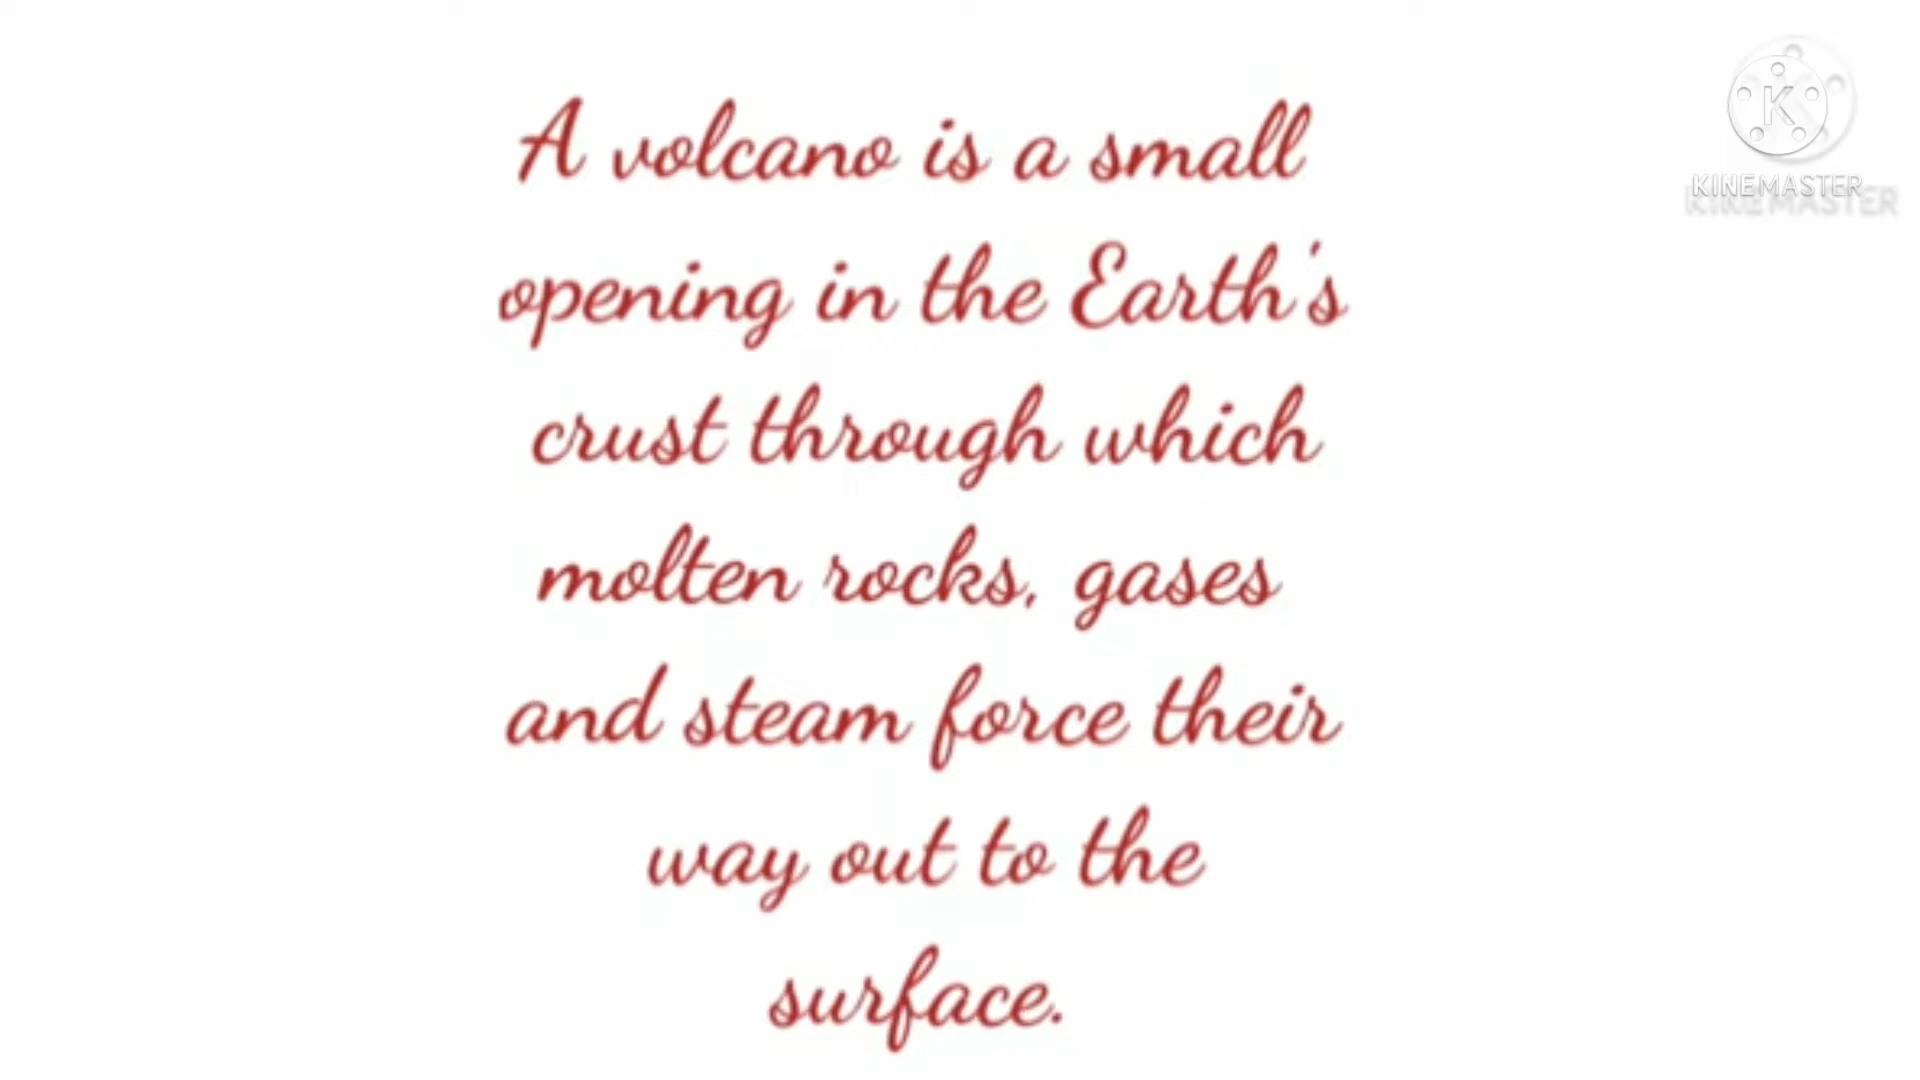 A volcano is a small
opening in the Earth's
crust through which
molten rocks, gases
and steam force their
way out to the
surface.
K
KINEMASTER
KINEMASTER